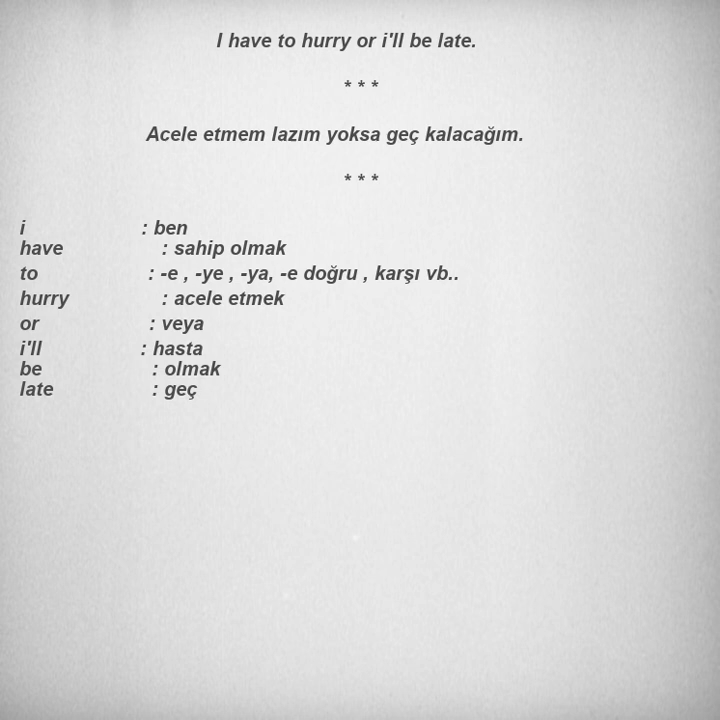 I have to hurry or i'll be late.
* * *
Acele etmem lazım yoksa geç kalacağım.
* * *
i : ben
have : sahip olmak
to : -e , -ye , -ya, -e doğru , karşı vb..
hurry : acele etmek
or : veya
i'll : hasta
be : olmak
late : geç